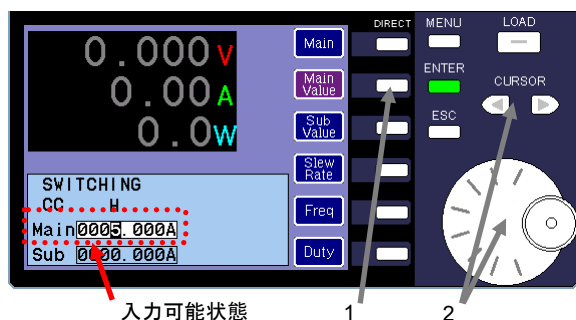 DIRECT
MENU
LOAD
0.000V
0.00A
0.0W
Main
Main
Value
Sub
Value
Slew
Rate
Freq
Duty
ENTER
CURSOR
ESC
SWITCHING
CC H
Main 0005.000A
Sub 0000.000A
入力可能状態
1
2